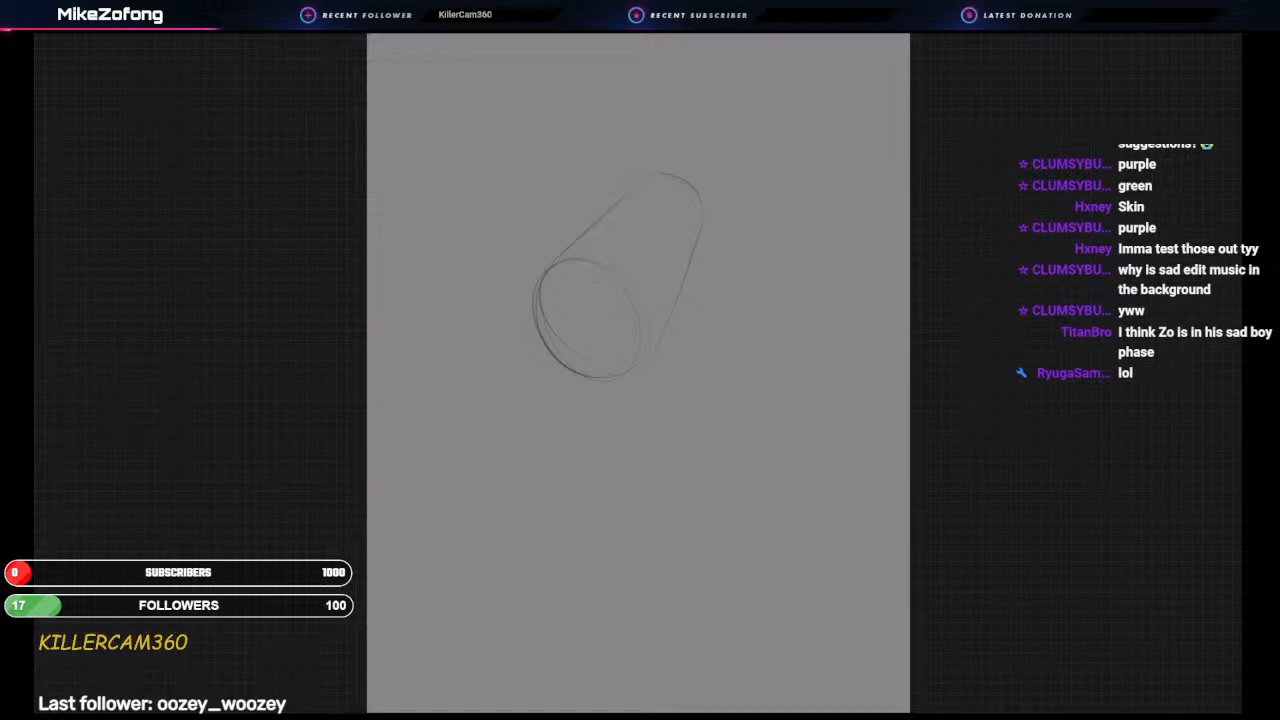 MikeZofong
RECENT FOLLOWER
KillerCam360
RECENT SUBSCRIBER
LATEST DONATION
suggestions?
☆ CLUMSYBU... purple
☆ CLUMSYBU... green
Hxney Skin
☆ CLUMSYBU... purple
Hxney Imma test those out tyy
☆ CLUMSYBU... why is sad edit music in
the background
☆ CLUMSYBU... yww
TitanBro I think Zo is in his sad boy
phase
RyugaSam... lol
0 SUBSCRIBERS 1000
17 FOLLOWERS 100
KILLERCAM360
Last follower: oozey_woozey